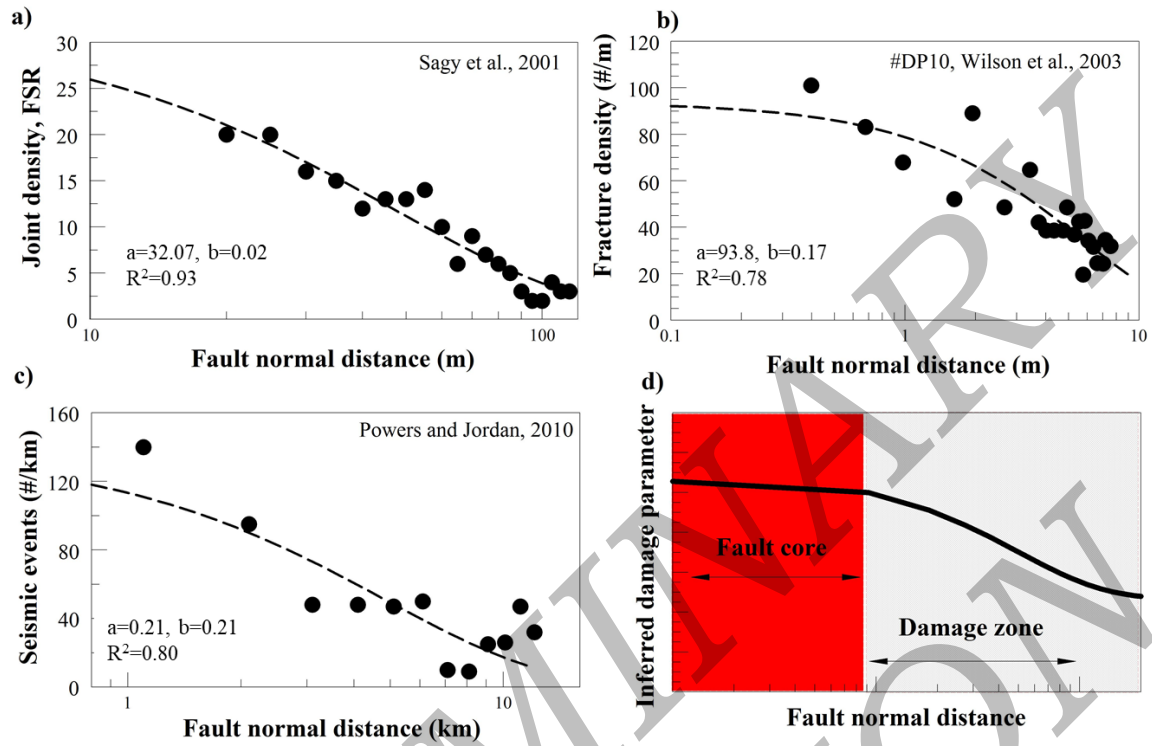 a)
30
25
20
15
10
5
0
Joint density, FSR
Sagy et al., 2001
a=32.07, b=0.02
R²=0.93
10
100
Fault normal distance (m)
b)
120
100
80
60
40
20
0
Fracture density (#/m)
#DP10, Wilson et al., 2003
a=93.8, b=0.17
R²=0.78
0.1
1
10
Fault normal distance (m)
c)
160
120
80
40
0
Seismic events (#/km)
Powers and Jordan, 2010
a=0.21, b=0.21
R²=0.80
1
10
Fault normal distance (km)
d)
Inferred damage parameter
Fault core
Damage zone
Fault normal distance